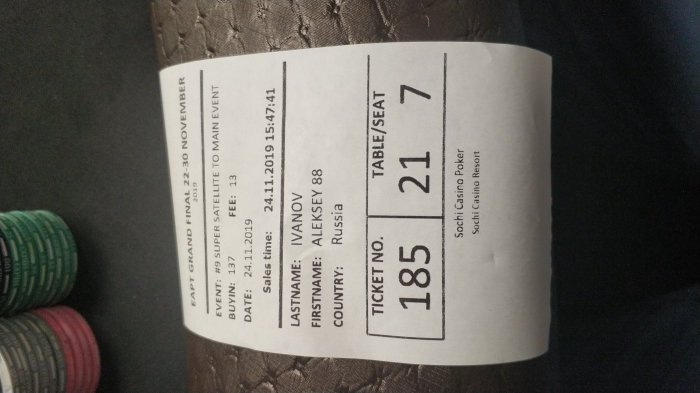 EAPT GRAND FINAL 22-30 NOVEMBER
2019
EVENT: #9 SUPER SATELLITE TO MAIN EVENT
BUYIN: 137 FEE: 13
DATE: 24.11.2019
Sales time: 24.11.2019 15:47:41
LASTNAME: IVANOV
FIRSTNAME: ALEKSEY 88
COUNTRY: Russia
TICKET NO. TABLE/SEAT
185 21 7
Sochi Casino Poker
Sochi Casino Resort
100